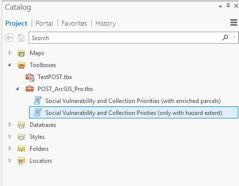 Catalog
Project | Portal | Favorites | History
Search
Maps
Toolboxes
TestPOST.tbx
POST_ArcGIS_Pro.tbx
Social Vulnerability and Collection Priorities (with enriched parcels)
Social Vulnerability and Collection Prioties (only with hazard extent)
Databases
Styles
Folders
Locators